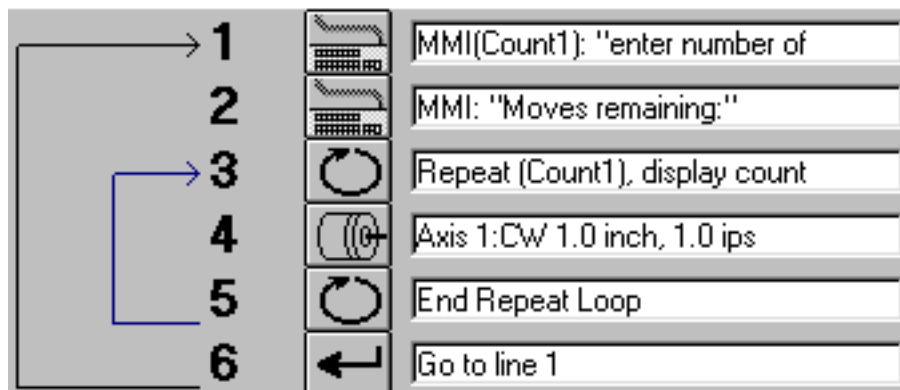 1 MMI(Count1): "enter number of
2 MMI: "Moves remaining:"
3 Repeat (Count1), display count
4 Axis 1:CW 1.0 inch, 1.0 ips
5 End Repeat Loop
6 Go to line 1